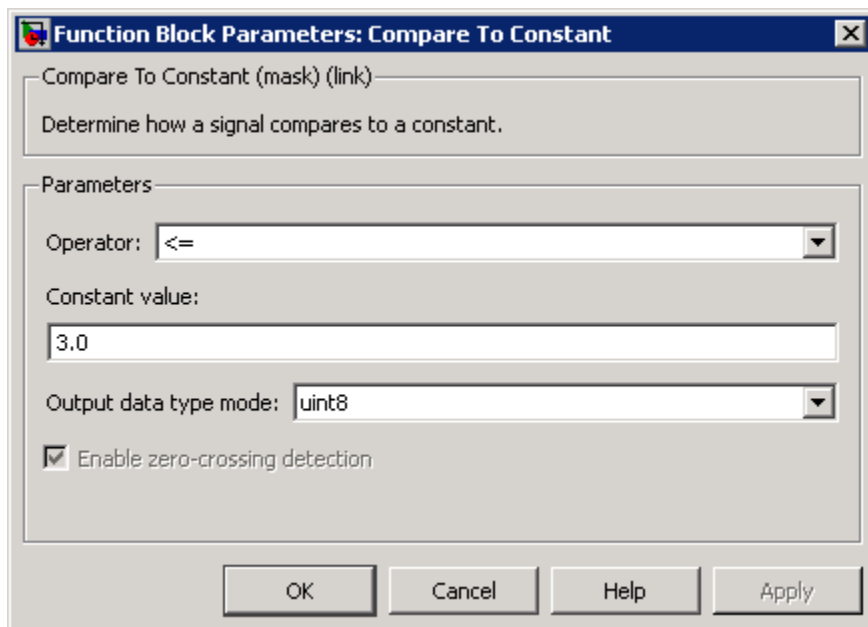 Function Block Parameters: Compare To Constant
Compare To Constant (mask) (link)
Determine how a signal compares to a constant.
Parameters
Operator: <=
Constant value:
3.0
Output data type mode: uint8
Enable zero-crossing detection
OK Cancel Help Apply